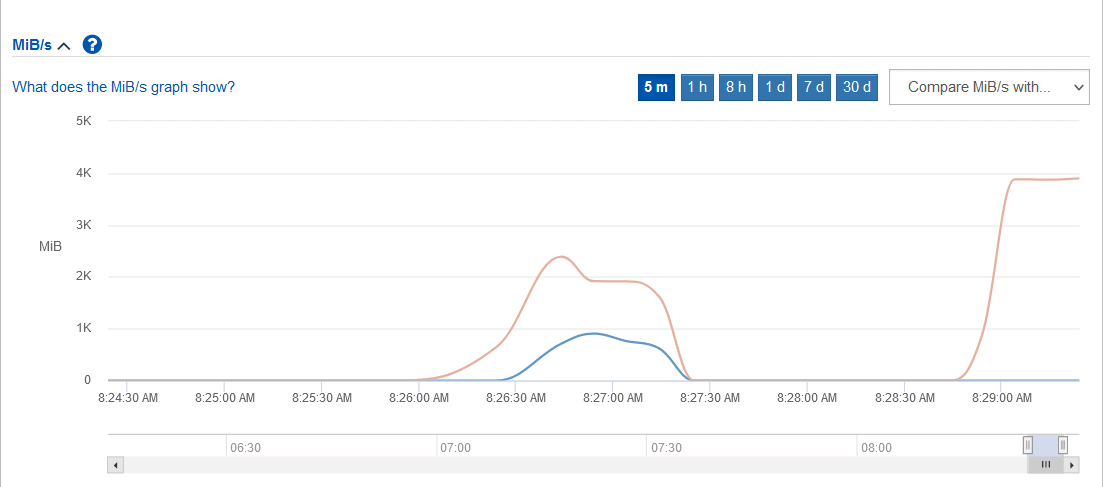 MiB/s ?
What does the MiB/s graph show? 5 m 1 h 8 h 1 d 7 d 30 d Compare MiB/s with...
5K
4K
3K
MiB
2K
1K
0
8:24:30 AM 8:25:00 AM 8:25:30 AM 8:26:00 AM 8:26:30 AM 8:27:00 AM 8:27:30 AM 8:28:00 AM 8:28:30 AM 8:29:00 AM
06:30 07:00 07:30 08:00